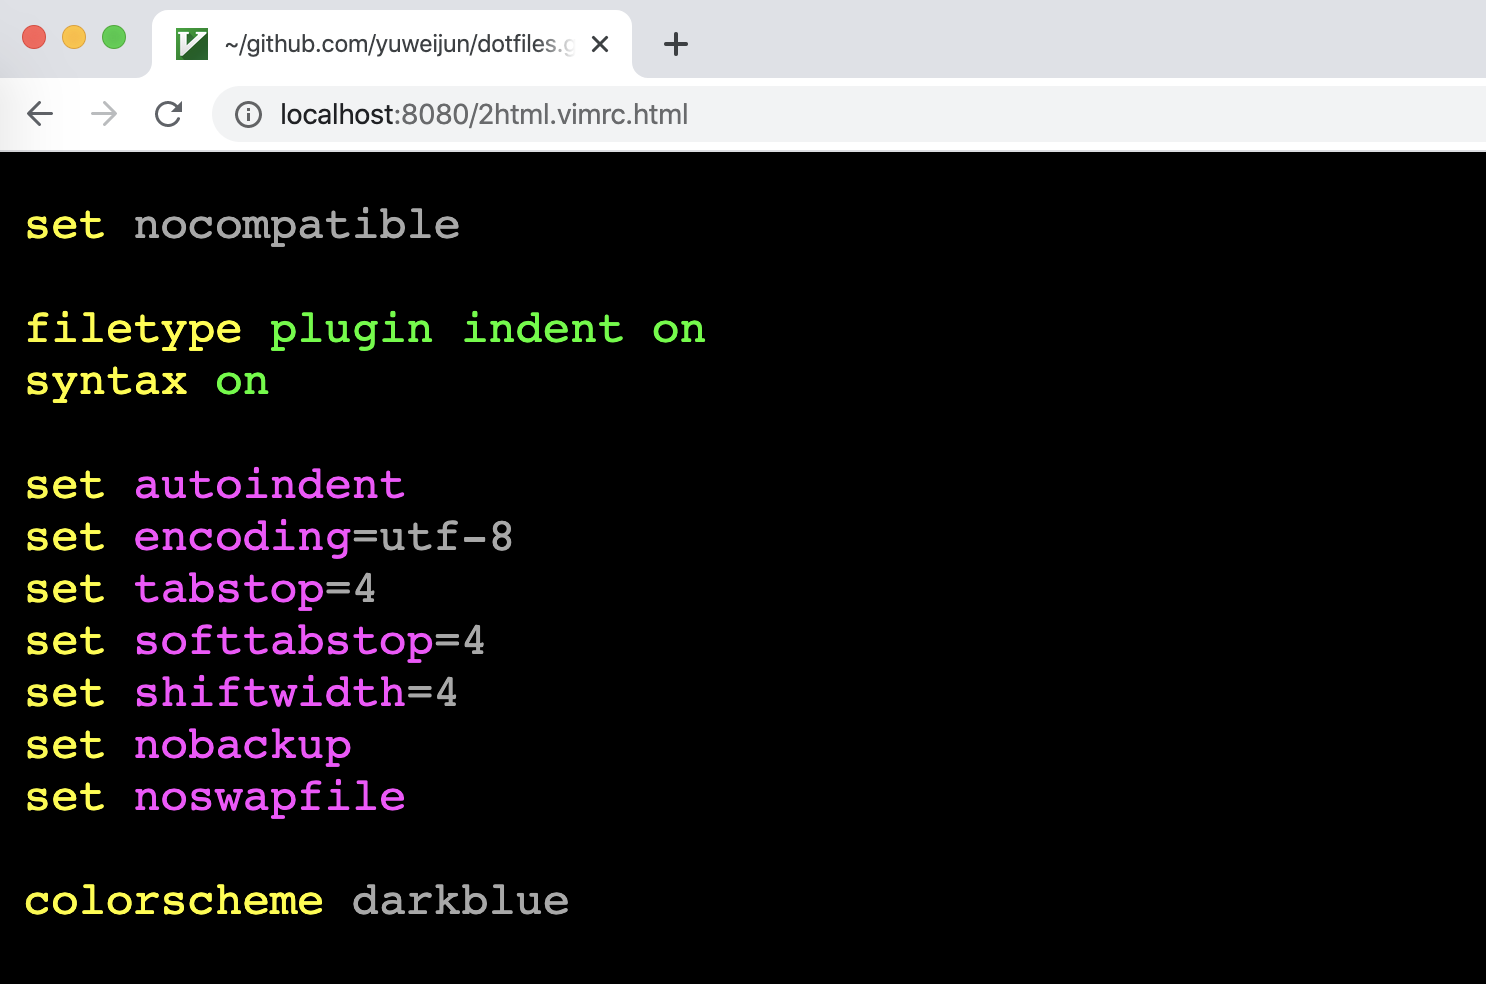 ~/github.com/yuweijun/dotfiles.g
localhost:8080/2html.vimrc.html
set nocompatible
filetype plugin indent on
syntax on
set autoindent
set encoding=utf-8
set tabstop=4
set softtabstop=4
set shiftwidth=4
set nobackup
set noswapfile
colorscheme darkblue